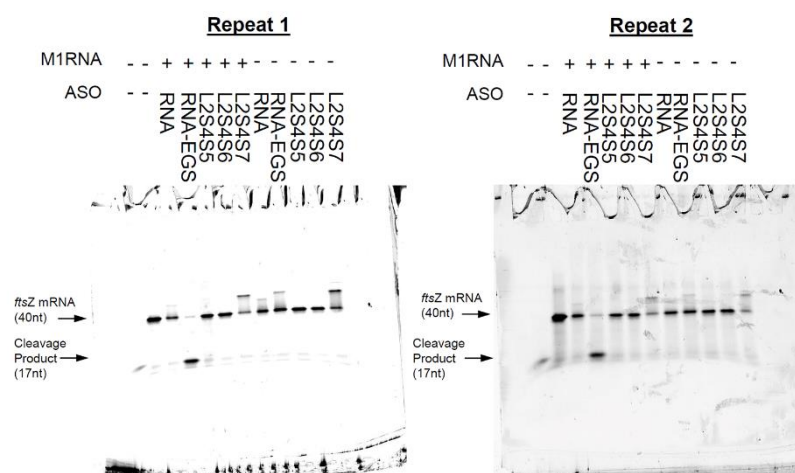 Repeat 1
M1RNA - - + + + + + - - - - -
ASO - - RNA RNA-EGS L2S4S5 L2S4S6 L2S4S7 RNA RNA-EGS L2S4S5 L2S4S6 L2S4S7
ftsZ mRNA
(40nt)
Cleavage
Product
(17nt)
Repeat 2
M1RNA - - + + + + + - - - - -
ASO - - RNA RNA-EGS L2S4S5 L2S4S6 L2S4S7 RNA RNA-EGS L2S4S5 L2S4S6 L2S4S7
ftsZ mRNA
(40nt)
Cleavage
Product
(17nt)